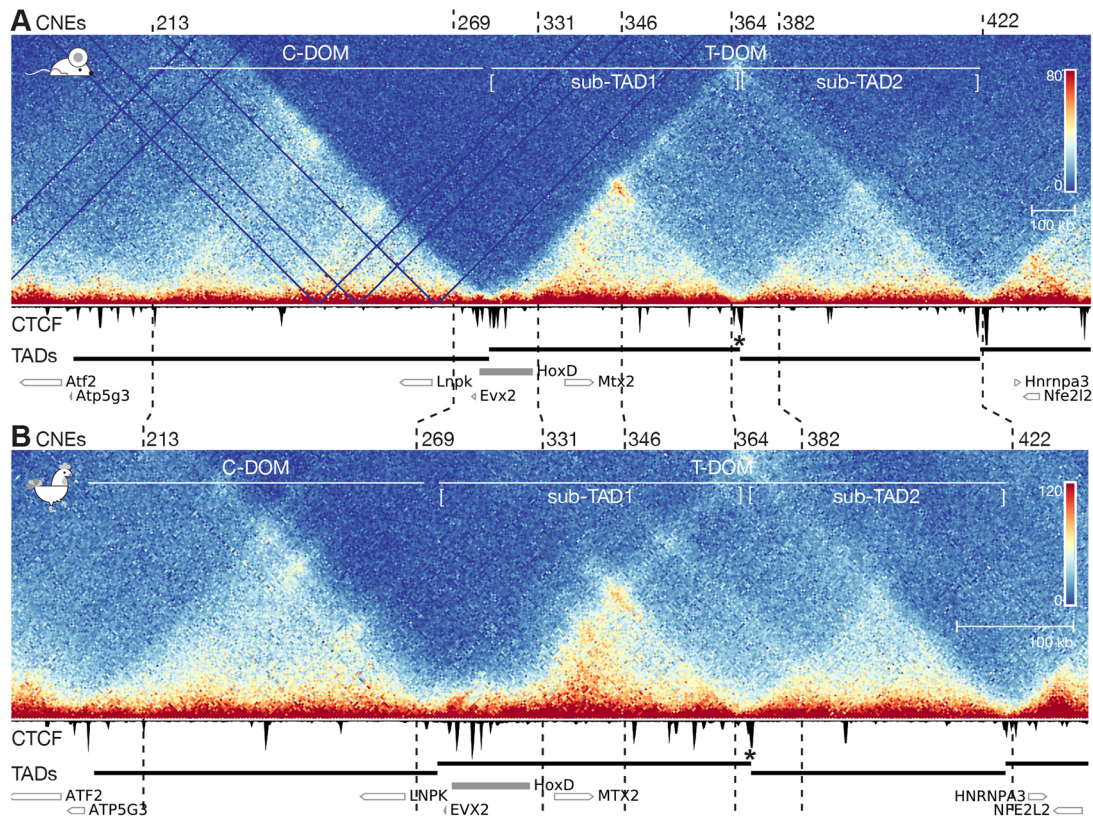 A CNEs 213 269 331 346 364 382 422
C-DOM T-DOM
[ sub-TAD1 ][ sub-TAD2 ]
80
0
100 kb
CTCF
*
TADs
HoxD
Atf2 Lnpk Mtx2 Hnrnpa3
Atp5g3 Evx2 Nfe2l2
B CNEs 213 269 331 346 364 382 422
C-DOM T-DOM
[ sub-TAD1 ][ sub-TAD2 ]
120
0
100 kb
CTCF
*
TADs
HoxD
ATF2 LNPK MTX2 HNRNPA3
ATP5G3 EVX2 NFE2L2